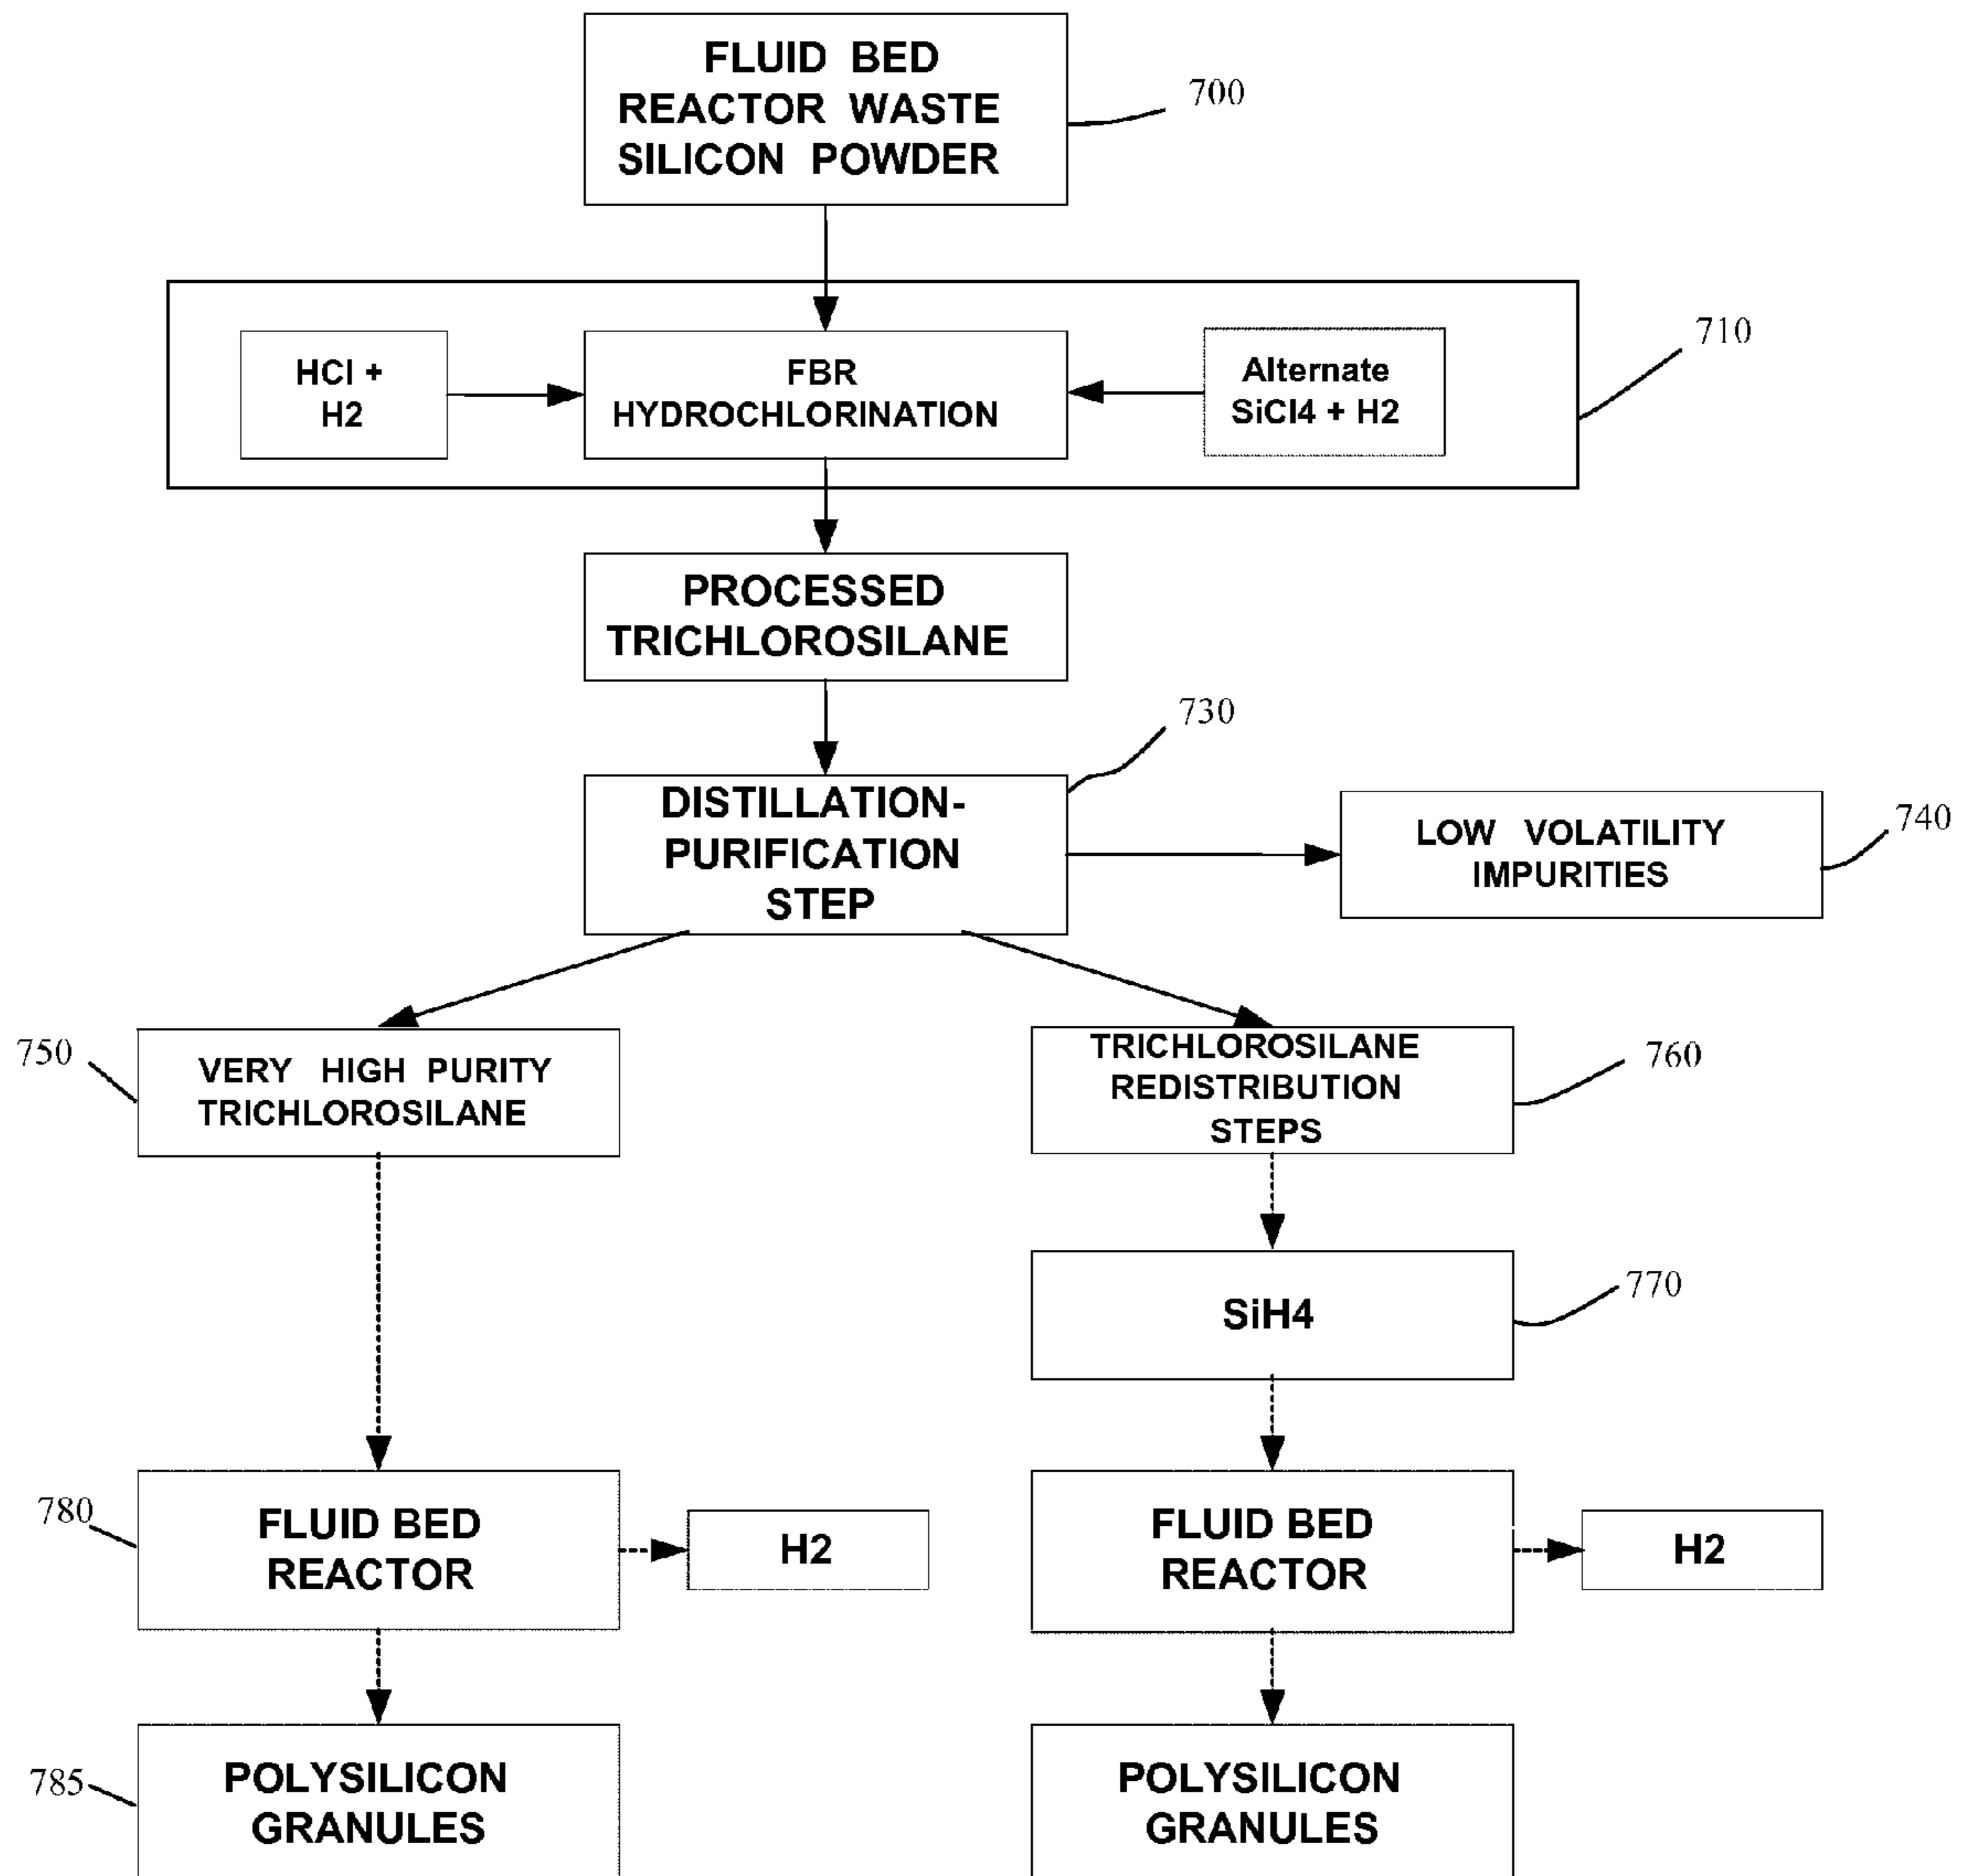 FLUID BED
REACTOR WASTE
SILICON POWDER
700
HCl +
H2
FBR
HYDROCHLORINATION
Alternate
SiCl4 + H2
710
PROCESSED
TRICHLOROSILANE
730
DISTILLATION-
PURIFICATION
STEP
LOW VOLATILITY
IMPURITIES
740
750
VERY HIGH PURITY
TRICHLOROSILANE
TRICHLOROSILANE
REDISTRIBUTION
STEPS
760
SiH4
770
780
FLUID BED
REACTOR
H2
FLUID BED
REACTOR
H2
785
POLYSILICON
GRANULES
POLYSILICON
GRANULES